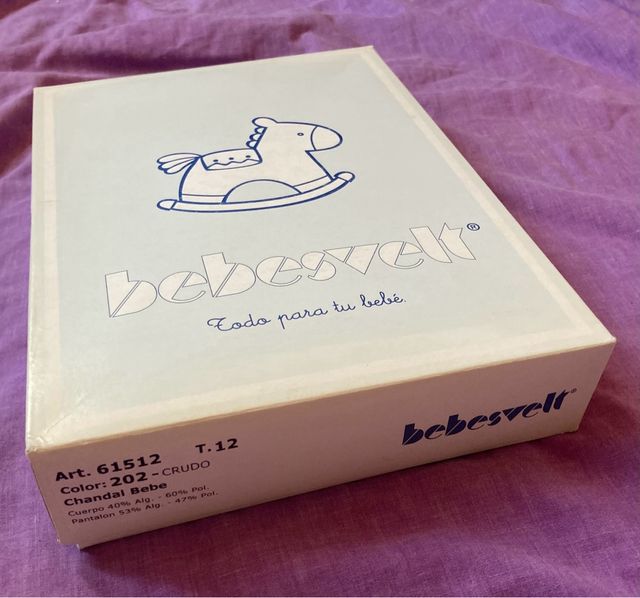 bebesvelt®
Todo para tu bebé.
bebesvelt®
Art. 61512 T.12
Color: 202-CRUDO
Chandal Bebe
Cuerpo 40% Alg. - 60% Pol.
Pantalon 53% Alg. - 47% Pol.